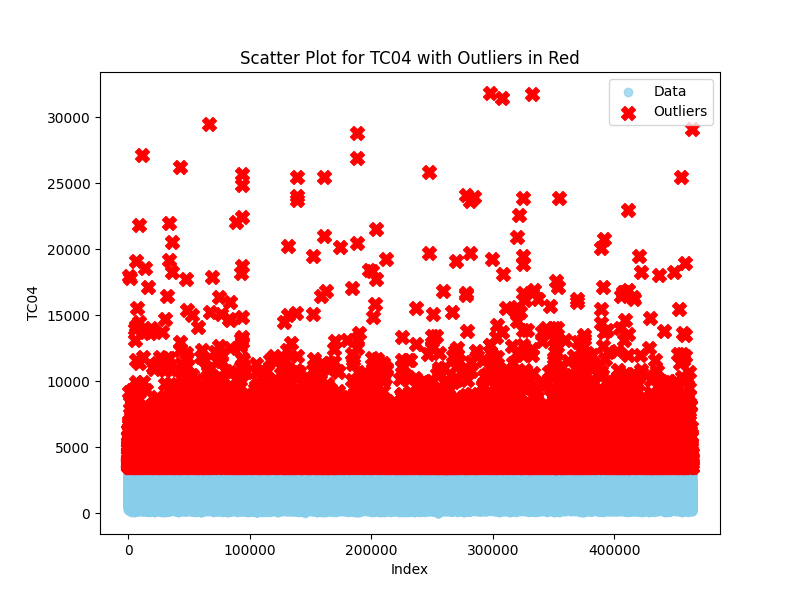 Scatter Plot for TC04 with Outliers in Red
Data
Outliers
30000
25000
20000
15000
10000
5000
0
TC04
0 100000 200000 300000 400000
Index